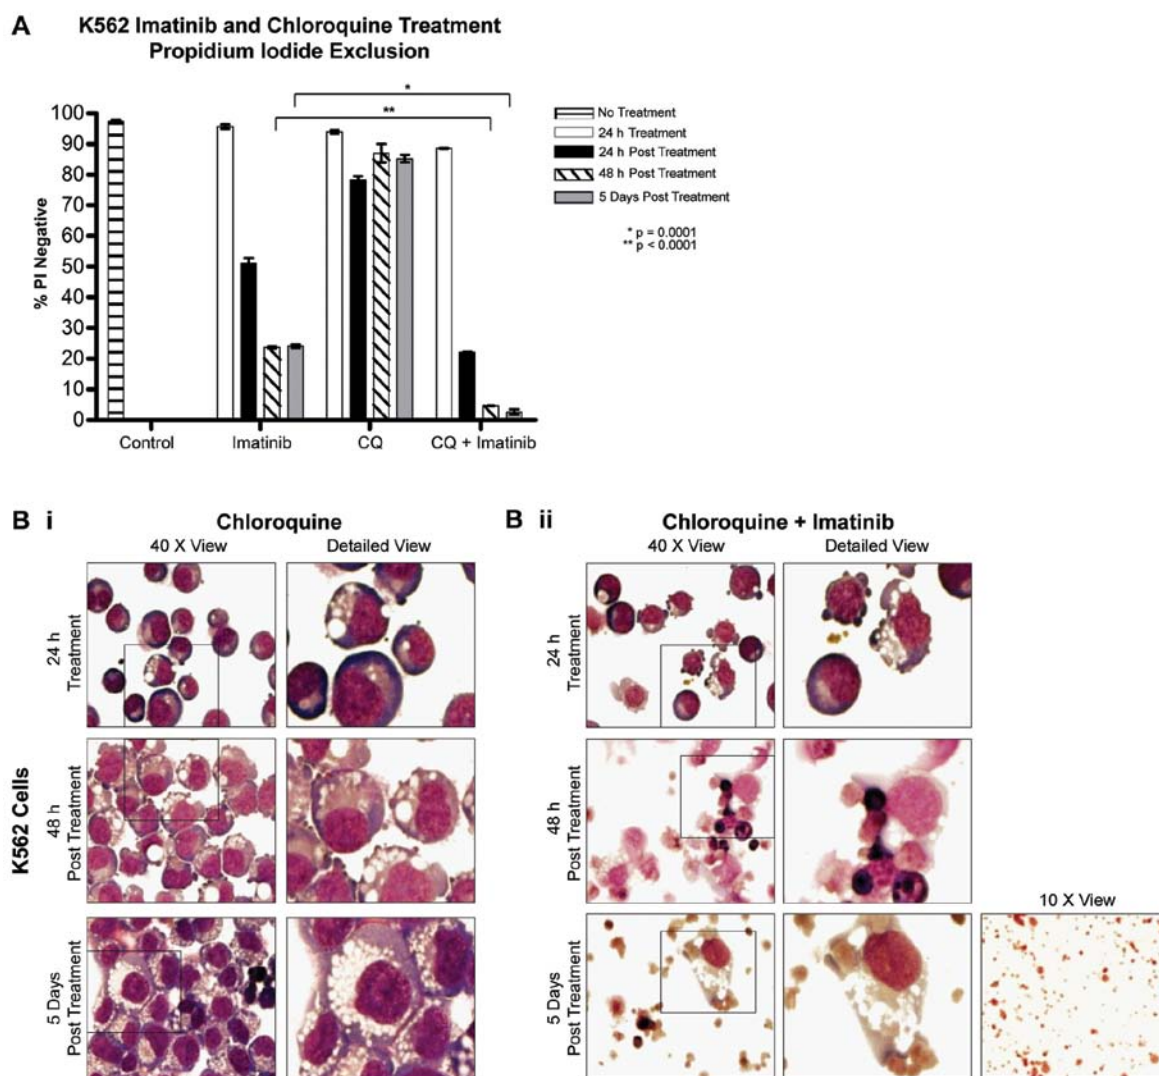 A
K562 Imatinib and Chloroquine Treatment
Propidium Iodide Exclusion
*
**
No Treatment
24 h Treatment
24 h Post Treatment
48 h Post Treatment
5 Days Post Treatment
* p = 0.0001
** p < 0.0001
% PI Negative
100
90
80
70
60
50
40
30
20
10
0
Control
Imatinib
CQ
CQ + Imatinib
B i
Chloroquine
40 X View
Detailed View
B ii
Chloroquine + Imatinib
40 X View
Detailed View
K562 Cells
24 h
Treatment
48 h
Post Treatment
5 Days
Post Treatment
24 h
Treatment
48 h
Post Treatment
5 Days
Post Treatment
10 X View